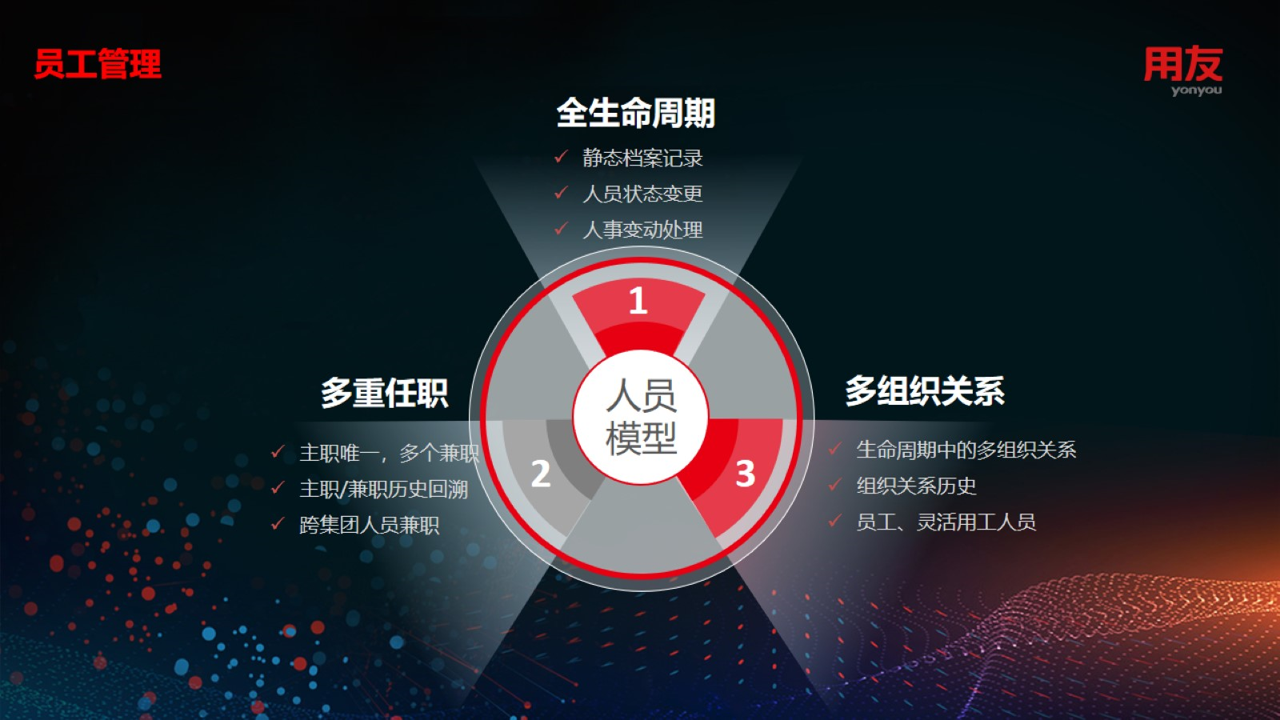 员工管理
用友
yonyou
全生命周期
静态档案记录
人员状态变更
人事变动处理
1
人员
模型
多重任职
主职唯一，多个兼职
主职/兼职历史回溯
跨集团人员兼职
2
多组织关系
生命周期中的多组织关系
组织关系历史
员工、灵活用工人员
3